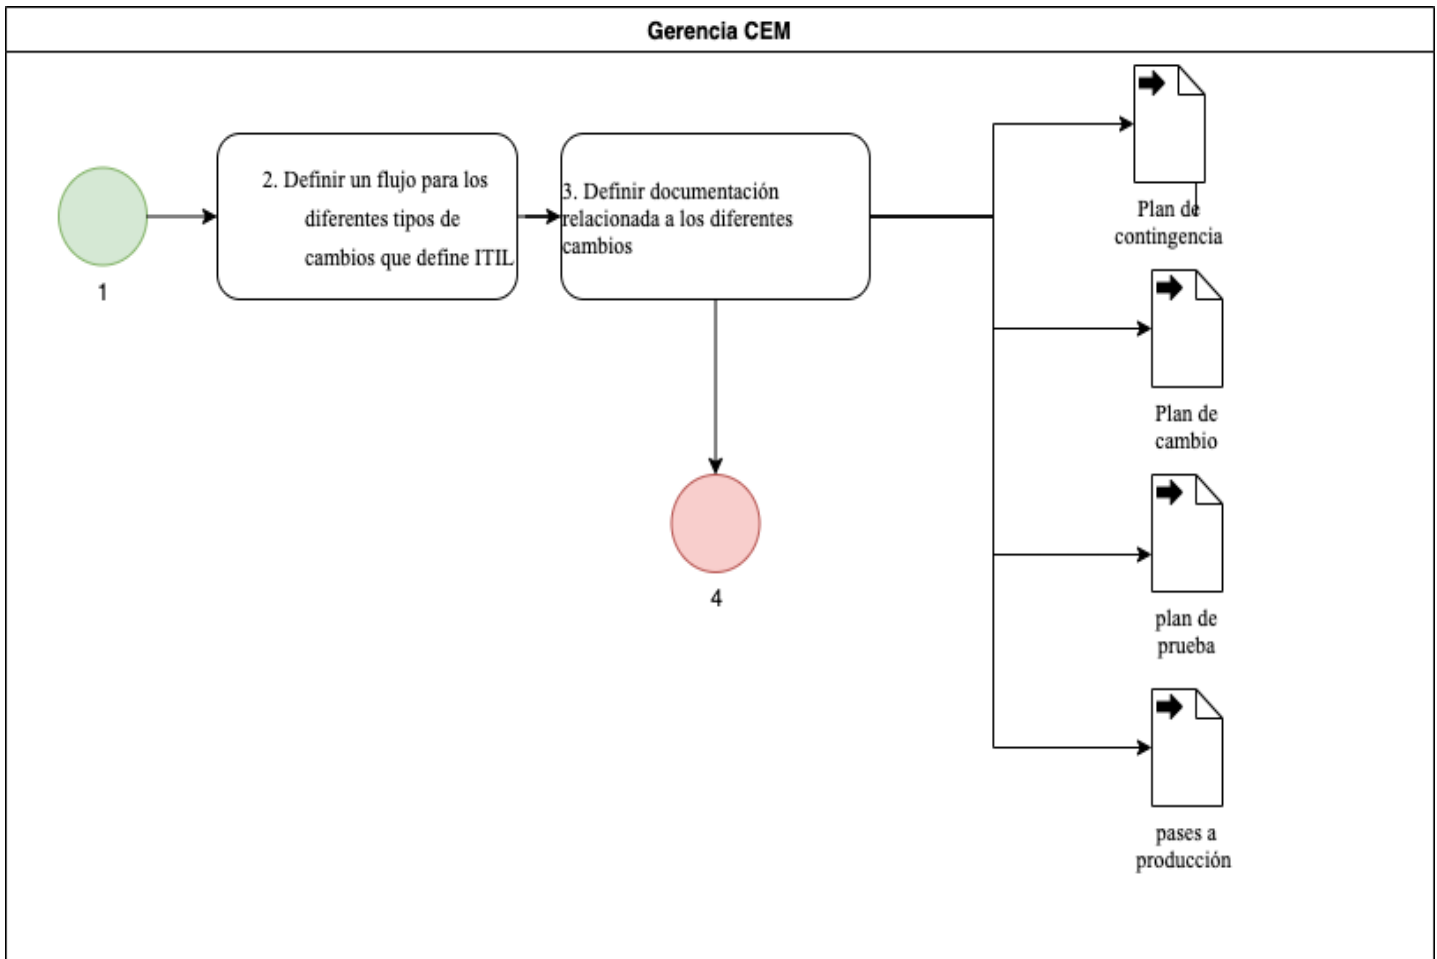 Gerencia CEM
1
2. Definir un flujo para los
diferentes tipos de
cambios que define ITIL
3. Definir documentación
relacionada a los diferentes
cambios
4
Plan de
contingencia
Plan de
cambio
plan de
prueba
pases a
producción